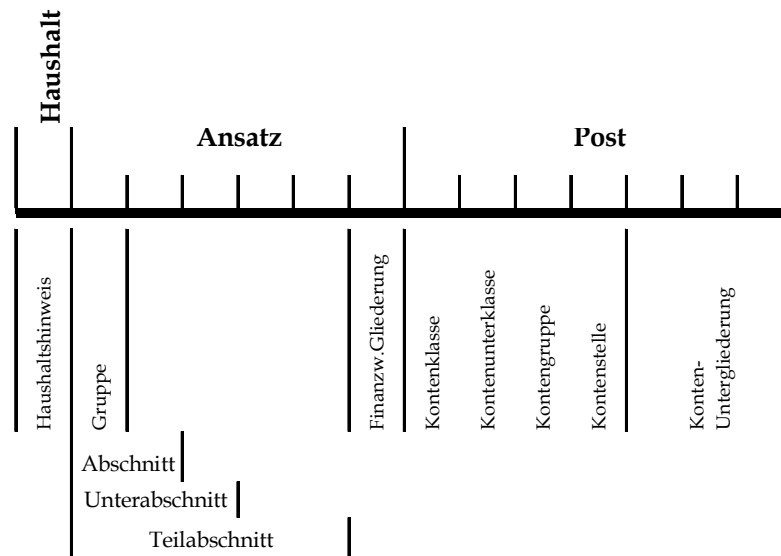 Haushalt
Ansatz
Post
Haushaltshinweis
Gruppe
Finanzw.Gliederung
Kontenklasse
Kontenunterklasse
Kontengruppe
Kontenstelle
Konten-
Untergliederung
Abschnitt
Unterabschnitt
Teilabschnitt